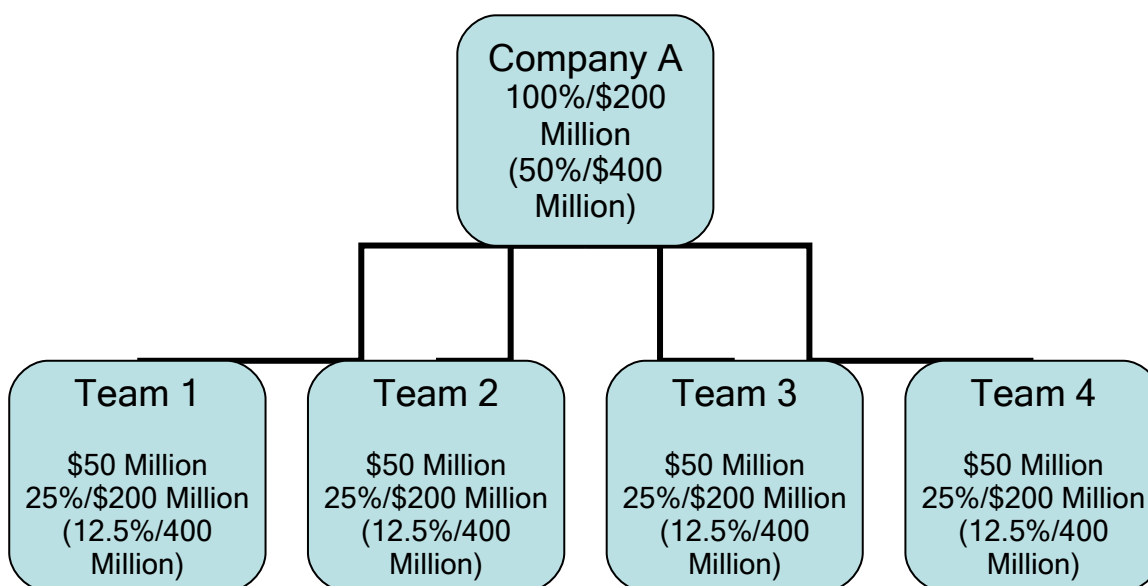 Company A
100%/$200
Million
(50%/$400
Million)
Team 1
$50 Million
25%/$200 Million
(12.5%/400
Million)
Team 2
$50 Million
25%/$200 Million
(12.5%/400
Million)
Team 3
$50 Million
25%/$200 Million
(12.5%/400
Million)
Team 4
$50 Million
25%/$200 Million
(12.5%/400
Million)